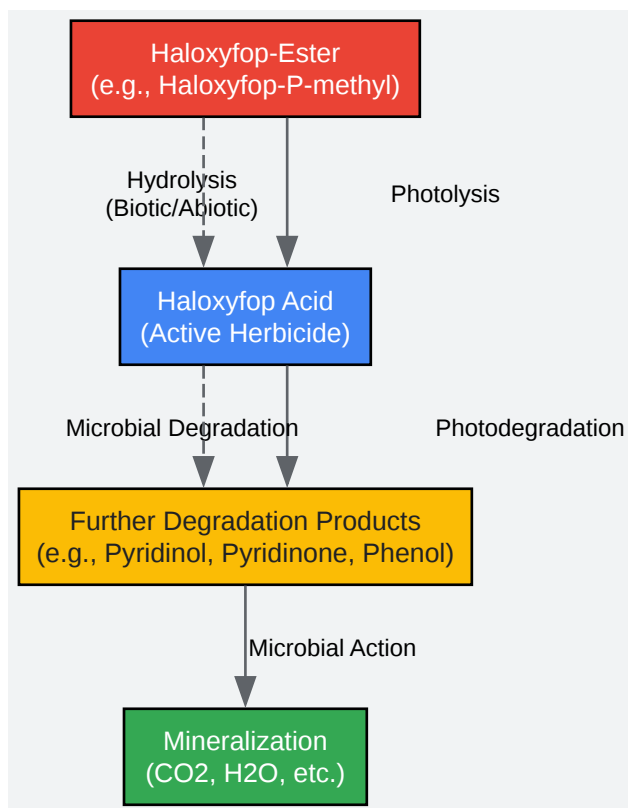 Haloxyfop-Ester
(e.g., Haloxyfop-P-methyl)
Hydrolysis
(Biotic/Abiotic)
Photolysis
Haloxyfop Acid
(Active Herbicide)
Microbial Degradation
Photodegradation
Further Degradation Products
(e.g., Pyridinol, Pyridinone, Phenol)
Microbial Action
Mineralization
(CO2, H2O, etc.)